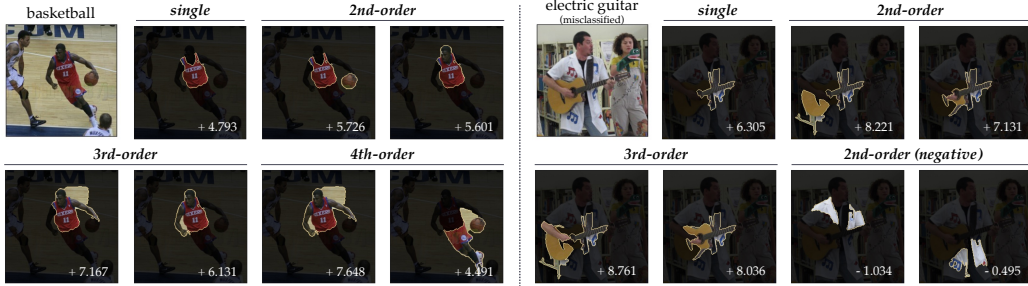 basketball
single
2nd-order
+ 4.793
+ 5.726
+ 5.601
3rd-order
4th-order
+ 7.167
+ 6.131
+ 7.648
+ 4.491
electric guitar
(misclassified)
single
2nd-order
+ 6.305
+ 8.221
+ 7.131
3rd-order
2nd-order (negative)
+ 8.761
+ 8.036
- 1.034
- 0.495